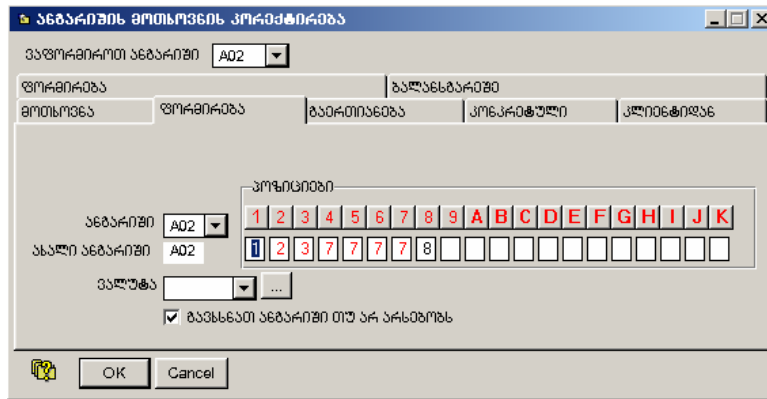 ანგარიშის მოთხოვნის კორექტირება
ვაფორმიროთ ანგარიში A02
ფორმირება ბალანსგარეშე
მოთხოვნა ფორმირება გაერთიანება კონკრეტული კლიენტიდან
პოზიციები
ანგარიში A02 1 2 3 4 5 6 7 8 9 A B C D E F G H I J K
ახალი ანგარიში A02 1 2 3 7 7 7 7 8
ვალუტა ...
გავხსნათ ანგარიში თუ არ არსებობს
OK Cancel